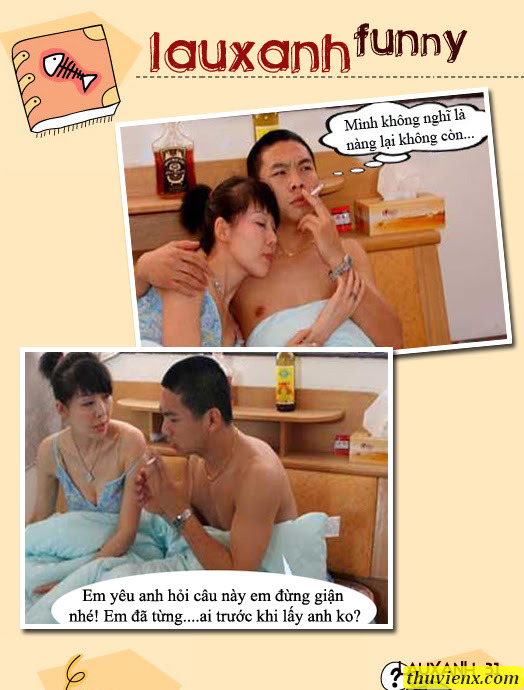 lauxanh funny
Mình không nghĩ là
nàng lại không còn...
Em yêu anh hỏi câu này em đừng giận
nhé! Em đã từng....ai trước khi lấy anh ko?
thuvienx.com